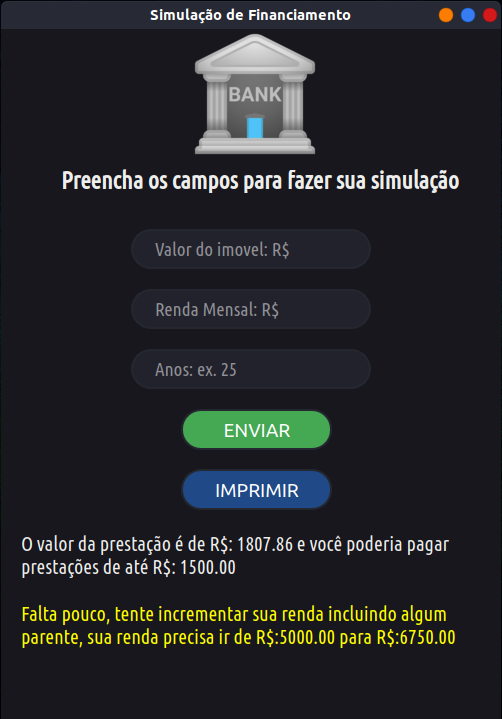 Simulação de Financiamento
BANK
Preencha os campos para fazer sua simulação
Valor do imovel: R$
Renda Mensal: R$
Anos: ex. 25
ENVIAR
IMPRIMIR
O valor da prestação é de R$: 1807.86 e você poderia pagar
prestações de até R$: 1500.00
Falta pouco, tente incrementar sua renda incluindo algum
parente, sua renda precisa ir de R$:5000.00 para R$:6750.00